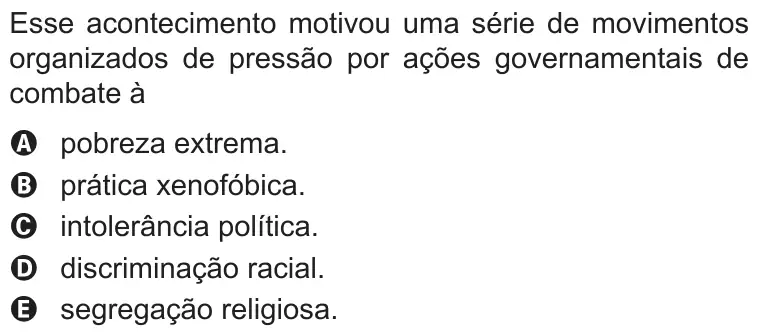 Esse acontecimento motivou uma série de movimentos
organizados de pressão por ações governamentais de
combate à
A pobreza extrema.
B prática xenofóbica.
C intolerância política.
D discriminação racial.
E segregação religiosa.